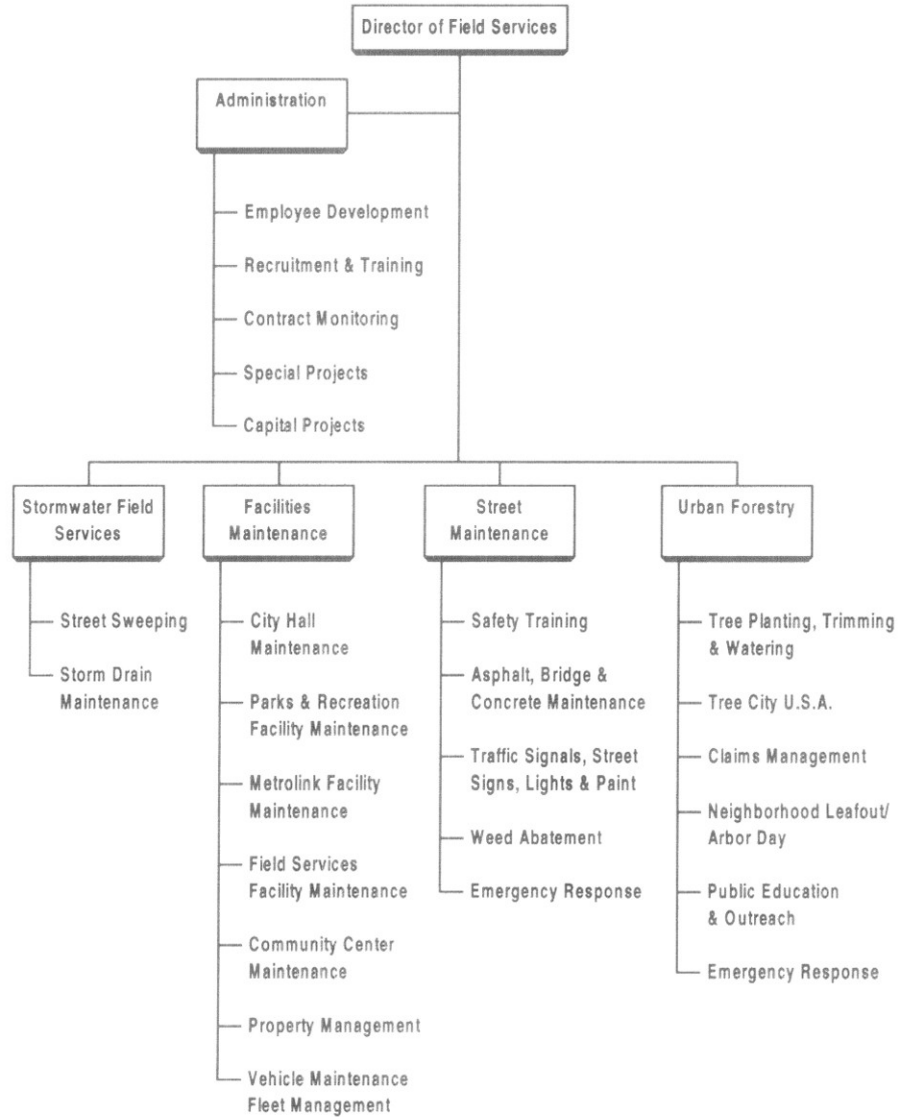 Director of Field Services
Administration
Employee Development
Recruitment & Training
Contract Monitoring
Special Projects
Capital Projects
Stormwater Field
Services
Street Sweeping
Storm Drain
Maintenance
Facilities
Maintenance
City Hall
Maintenance
Parks & Recreation
Facility Maintenance
Metrolink Facility
Maintenance
Field Services
Facility Maintenance
Community Center
Maintenance
Property Management
Vehicle Maintenance
Fleet Management
Street
Maintenance
Safety Training
Asphalt, Bridge &
Concrete Maintenance
Traffic Signals, Street
Signs, Lights & Paint
Weed Abatement
Emergency Response
Urban Forestry
Tree Planting, Trimming
& Watering
Tree City U.S.A.
Claims Management
Neighborhood Leafout/
Arbor Day
Public Education
& Outreach
Emergency Response